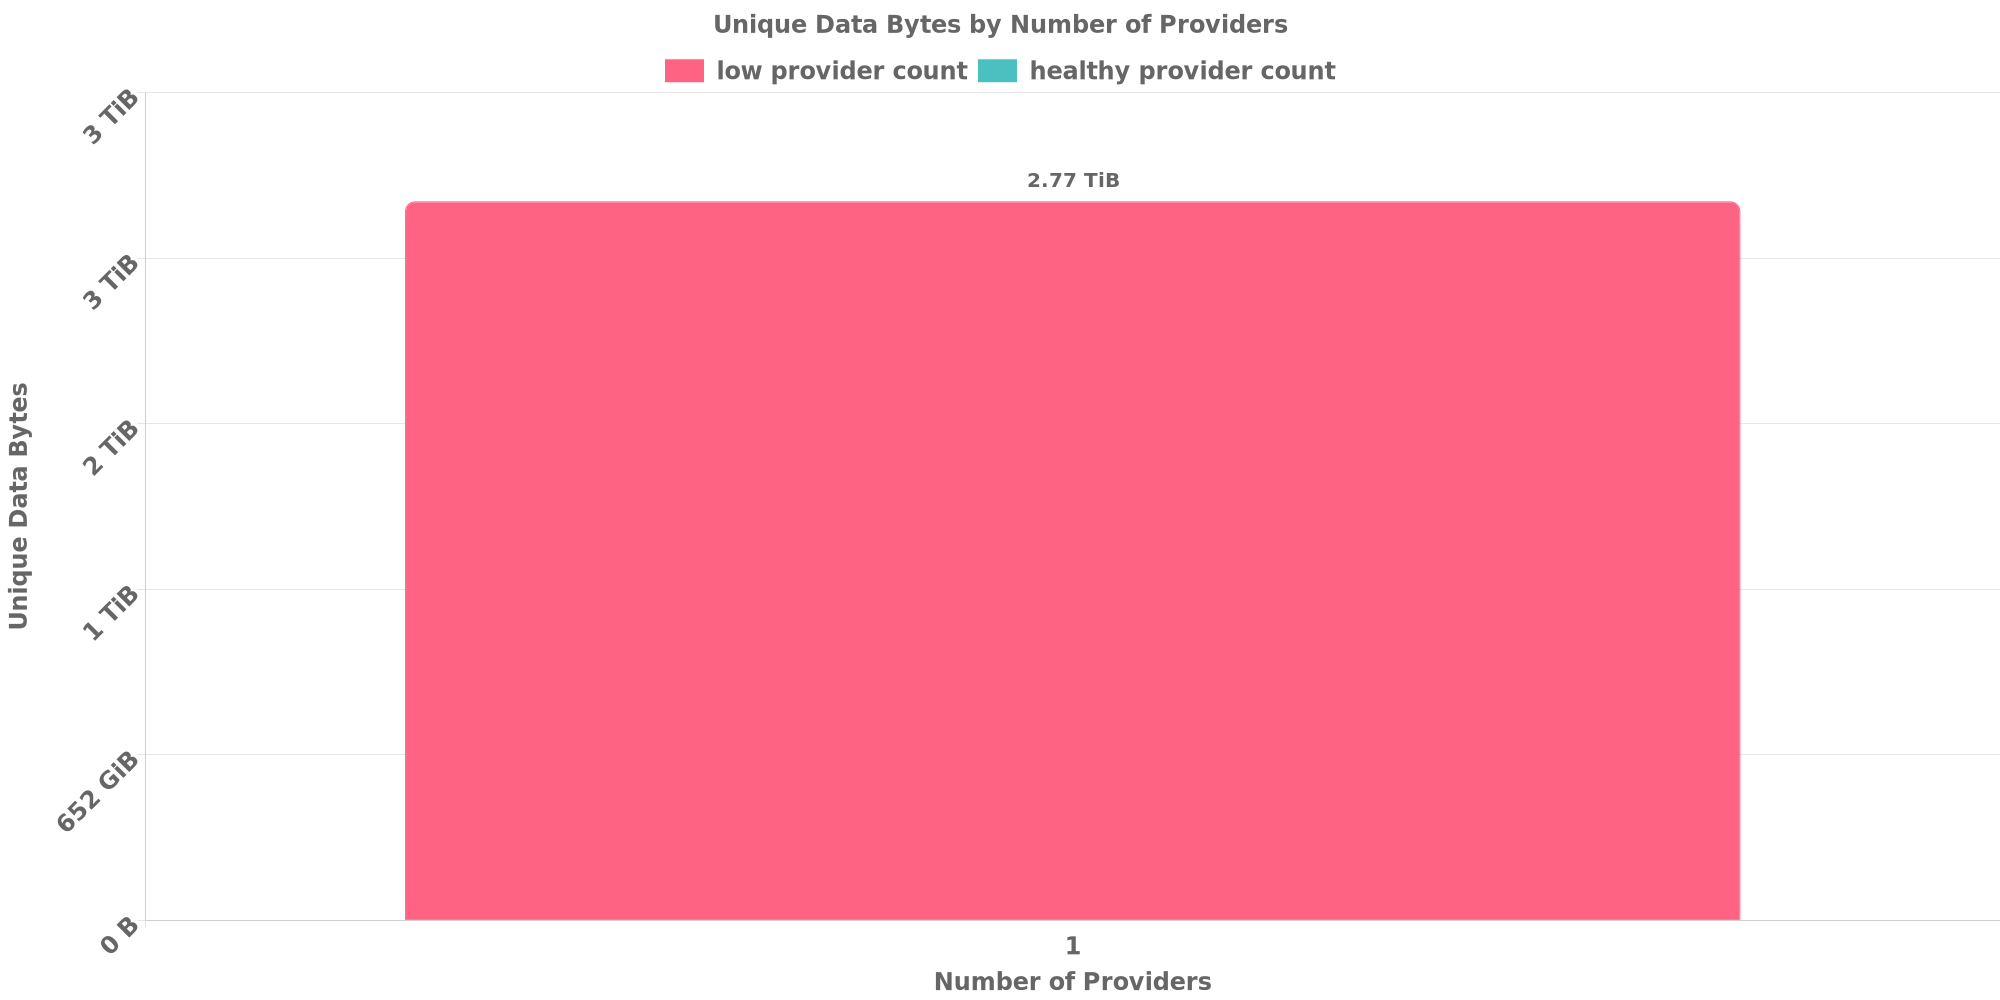 Unique Data Bytes by Number of Providers
low provider count healthy provider count
3 TiB
2.77 TiB
3 TiB
2 TiB
1 TiB
652 GiB
0 B
Unique Data Bytes
1
Number of Providers